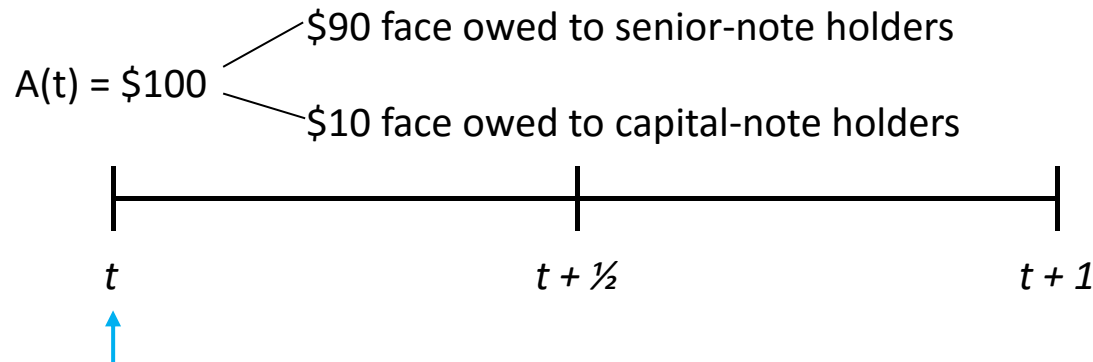 $90 face owed to senior-note holders
A(t) = $100
$10 face owed to capital-note holders
t
t + ½
t + 1